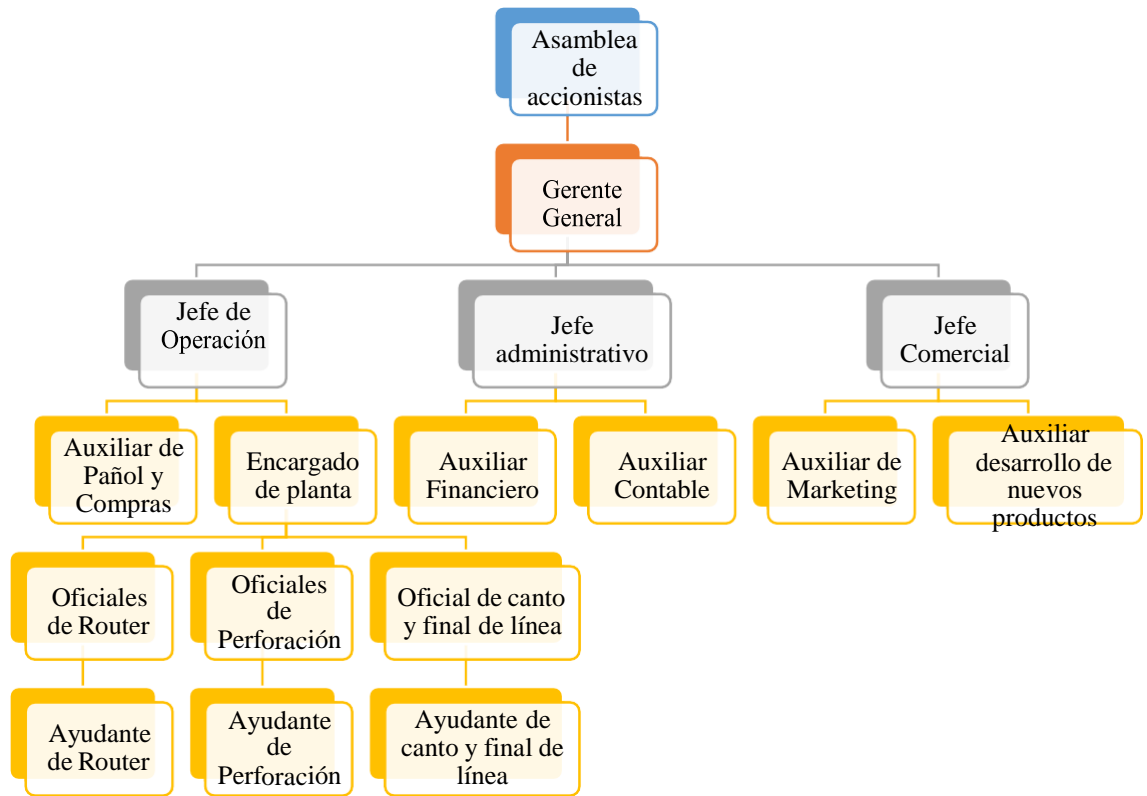 Asamblea
de
accionistas
Gerente
General
Jefe de
Operación
Jefe
administrativo
Jefe
Comercial
Auxiliar de
Pañol y
Compras
Encargado
de planta
Auxiliar
Financiero
Auxiliar
Contable
Auxiliar de
Marketing
Auxiliar
desarrollo de
nuevos
productos
Oficiales
de Router
Oficiales
de
Perforación
Oficial de canto
y final de línea
Ayudante
de Router
Ayudante
de
Perforación
Ayudante de
canto y final de
línea